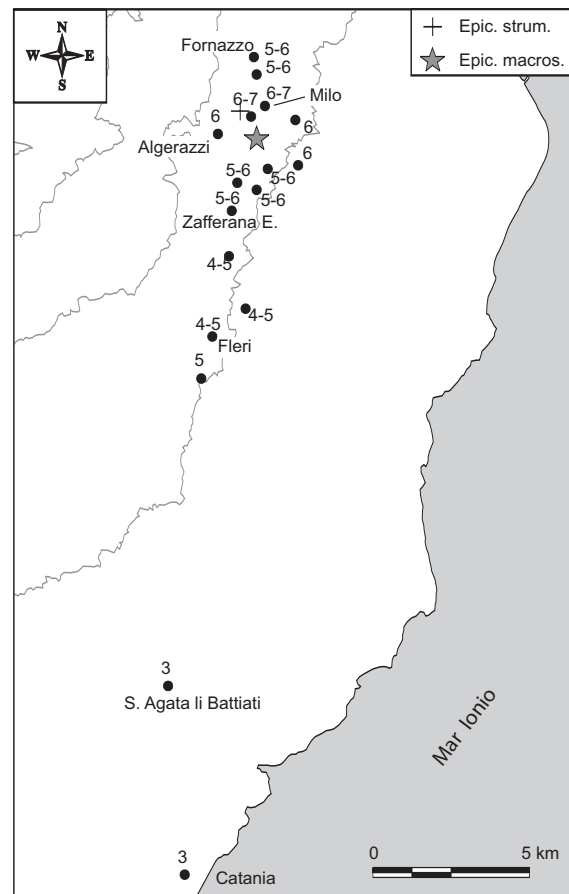 N
W E
S
Epic. strum.
Epic. macros.
Fornazzo
5-6
5-6
6-7
6-7
Milo
6
6
Algerazzi
6
5-6
5-6
5-6
5-6
Zafferana E.
4-5
4-5
4-5
Fleri
5
3
S. Agata li Battiati
Mar Ionio
0 5 km
3
Catania